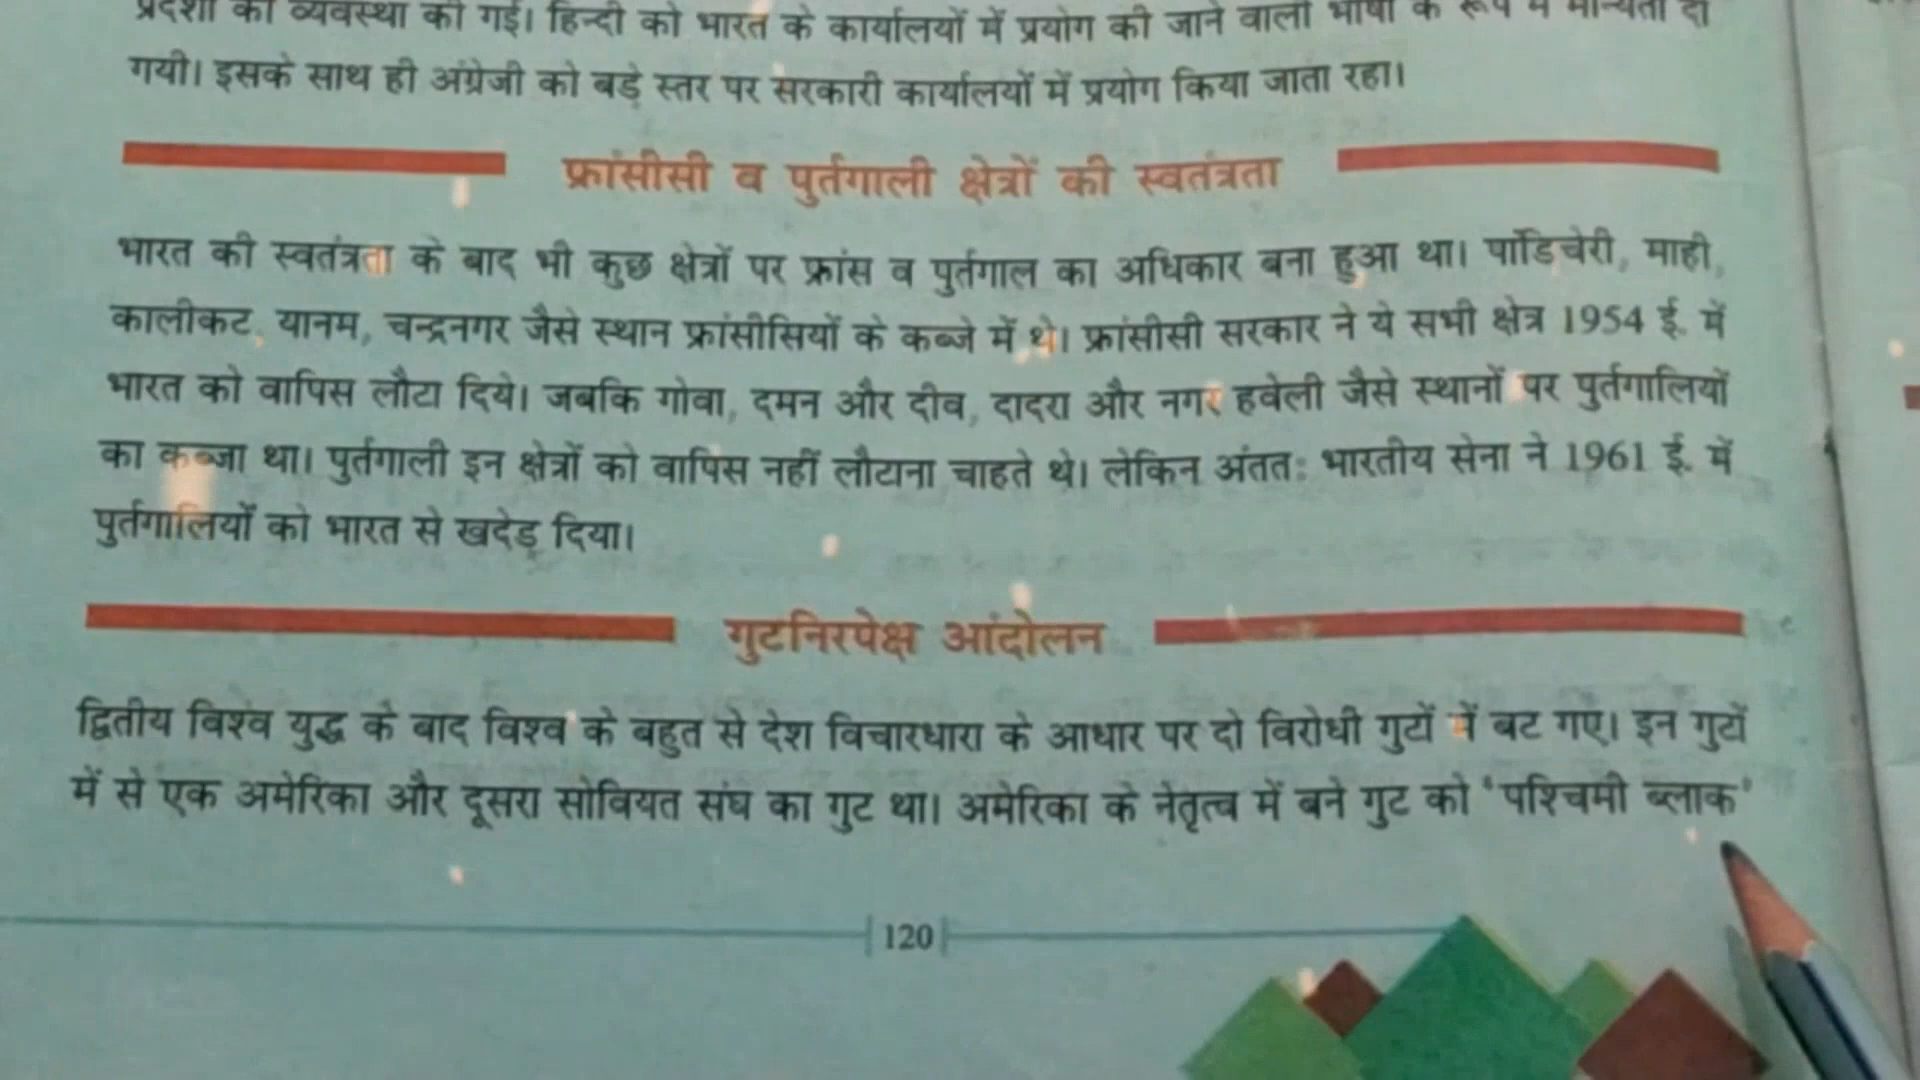 प्रदेशों की व्यवस्था की गई। हिन्दी को भारत के कार्यालयों में प्रयोग की जाने वाली भाषा के रूप में मान्यता दी
गयी। इसके साथ ही अंग्रेजी को बड़े स्तर पर सरकारी कार्यालयों में प्रयोग किया जाता रहा।
फ्रांसीसी व पुर्तगाली क्षेत्रों की स्वतंत्रता
भारत की स्वतंत्रता के बाद भी कुछ क्षेत्रों पर फ्रांस व पुर्तगाल का अधिकार बना हुआ था। पांडिचेरी, माही,
कालीकट, यानम, चन्द्रनगर जैसे स्थान फ्रांसीसियों के कब्जे में थे। फ्रांसीसी सरकार ने ये सभी क्षेत्र 1954 ई. में
भारत को वापिस लौटा दिये। जबकि गोवा, दमन और दीव, दादरा और नगर हवेली जैसे स्थानों पर पुर्तगालियों
का कब्जा था। पुर्तगाली इन क्षेत्रों को वापिस नहीं लौटाना चाहते थे। लेकिन अंततः भारतीय सेना ने 1961 ई. में
पुर्तगालियों को भारत से खदेड़ दिया।
गुटनिरपेक्ष आंदोलन
द्वितीय विश्व युद्ध के बाद विश्व के बहुत से देश विचारधारा के आधार पर दो विरोधी गुटों में बट गए। इन गुटों
में से एक अमेरिका और दूसरा सोवियत संघ का गुट था। अमेरिका के नेतृत्व में बने गुट को 'पश्चिमी ब्लाक'
120